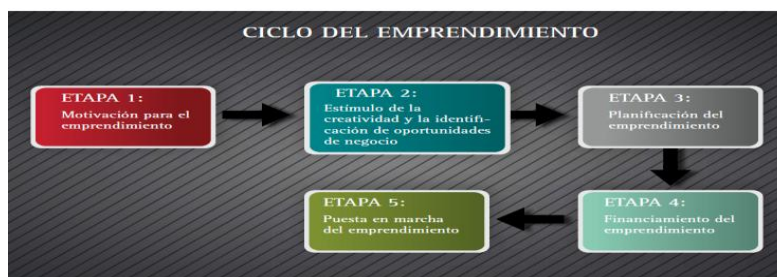 CICLO DEL EMPRENDIMIENTO
ETAPA 1:
Motivación para el
emprendimiento
ETAPA 2:
Estímulo de la
creatividad y la identifi-
cación de oportunidades
de negocio
ETAPA 3:
Planificación del
emprendimiento
ETAPA 4:
Financiamiento del
emprendimiento
ETAPA 5:
Puesta en marcha
del emprendimiento